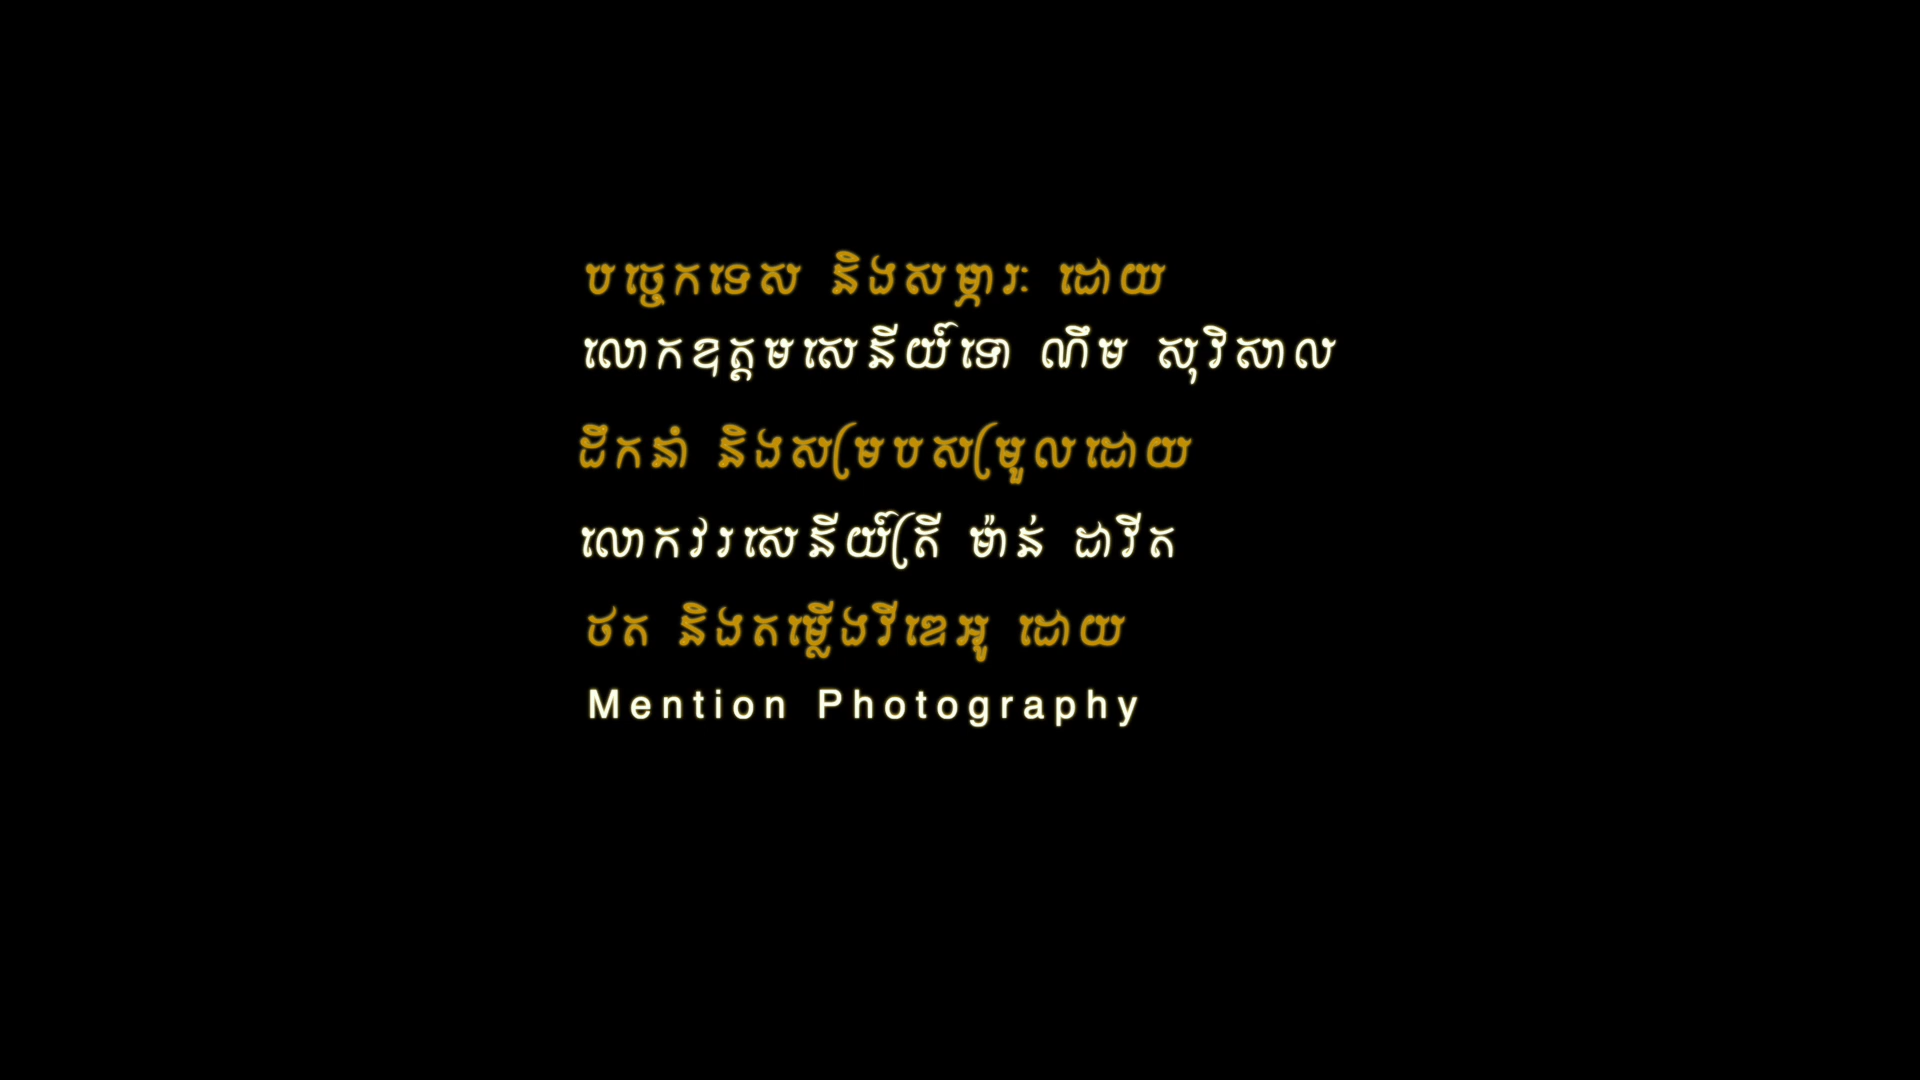 បច្ចេកទេស និងសម្ភារៈ ដោយ
លោកឧត្តមសេនីយ៍ទោ ណឹម សុវិសាល
ដឹកនាំ និងសម្របសម្រួលដោយ
លោកវរសេនីយ៍ត្រី ម៉ាន់ ដាវីត
ថត និងតម្លើងវីឌេអូ ដោយ
Mention Photography